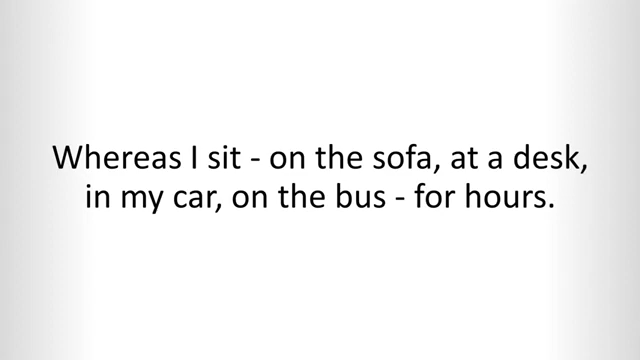 Whereas I sit - on the sofa, at a desk,
in my car, on the bus - for hours.